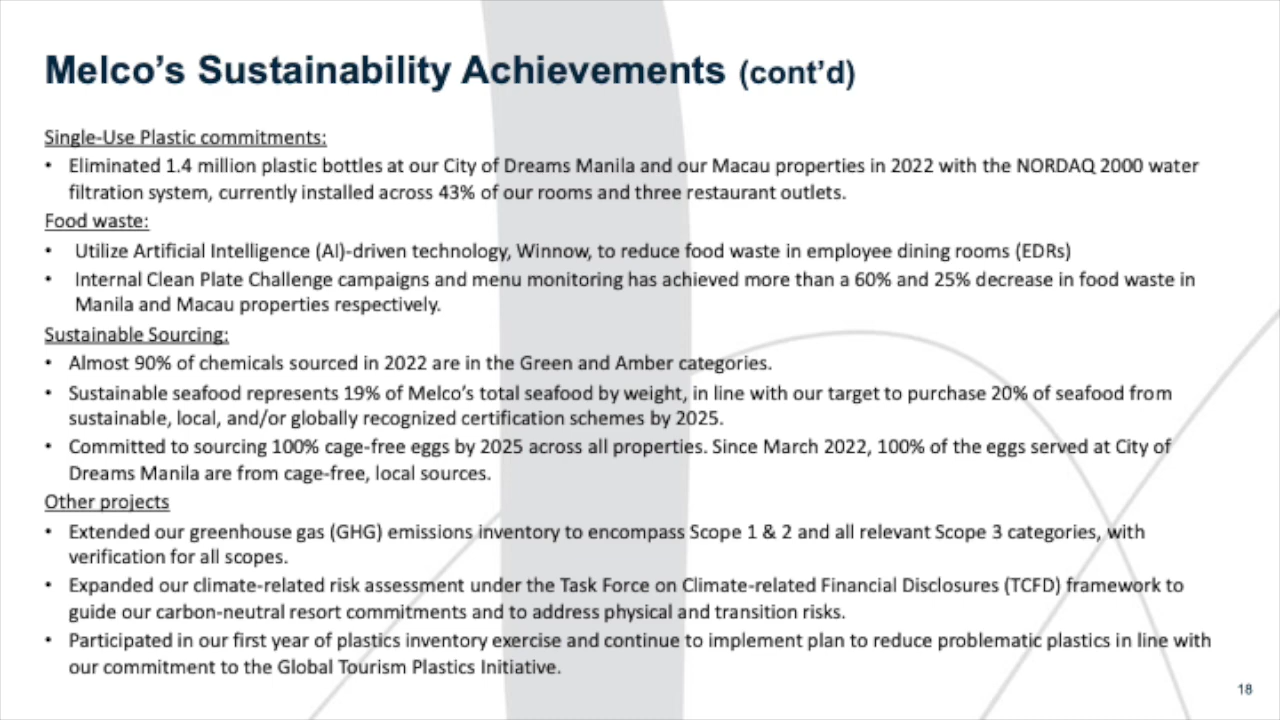 Melco’s Sustainability Achievements (cont’d)
Single-Use Plastic commitments:
• Eliminated 1.4 million plastic bottles at our City of Dreams Manila and our Macau properties in 2022 with the NORDAQ 2000 water
filtration system, currently installed across 43% of our rooms and three restaurant outlets.
Food waste:
• Utilize Artificial Intelligence (AI)-driven technology, Winnow, to reduce food waste in employee dining rooms (EDRs)
• Internal Clean Plate Challenge campaigns and menu monitoring has achieved more than a 60% and 25% decrease in food waste in
Manila and Macau properties respectively.
Sustainable Sourcing:
• Almost 90% of chemicals sourced in 2022 are in the Green and Amber categories.
• Sustainable seafood represents 19% of Melco’s total seafood by weight, in line with our target to purchase 20% of seafood from
sustainable, local, and/or globally recognized certification schemes by 2025.
• Committed to sourcing 100% cage-free eggs by 2025 across all properties. Since March 2022, 100% of the eggs served at City of
Dreams Manila are from cage-free, local sources.
Other projects
• Extended our greenhouse gas (GHG) emissions inventory to encompass Scope 1 & 2 and all relevant Scope 3 categories, with
verification for all scopes.
• Expanded our climate-related risk assessment under the Task Force on Climate-related Financial Disclosures (TCFD) framework to
guide our carbon-neutral resort commitments and to address physical and transition risks.
• Participated in our first year of plastics inventory exercise and continue to implement plan to reduce problematic plastics in line with
our commitment to the Global Tourism Plastics Initiative.
18